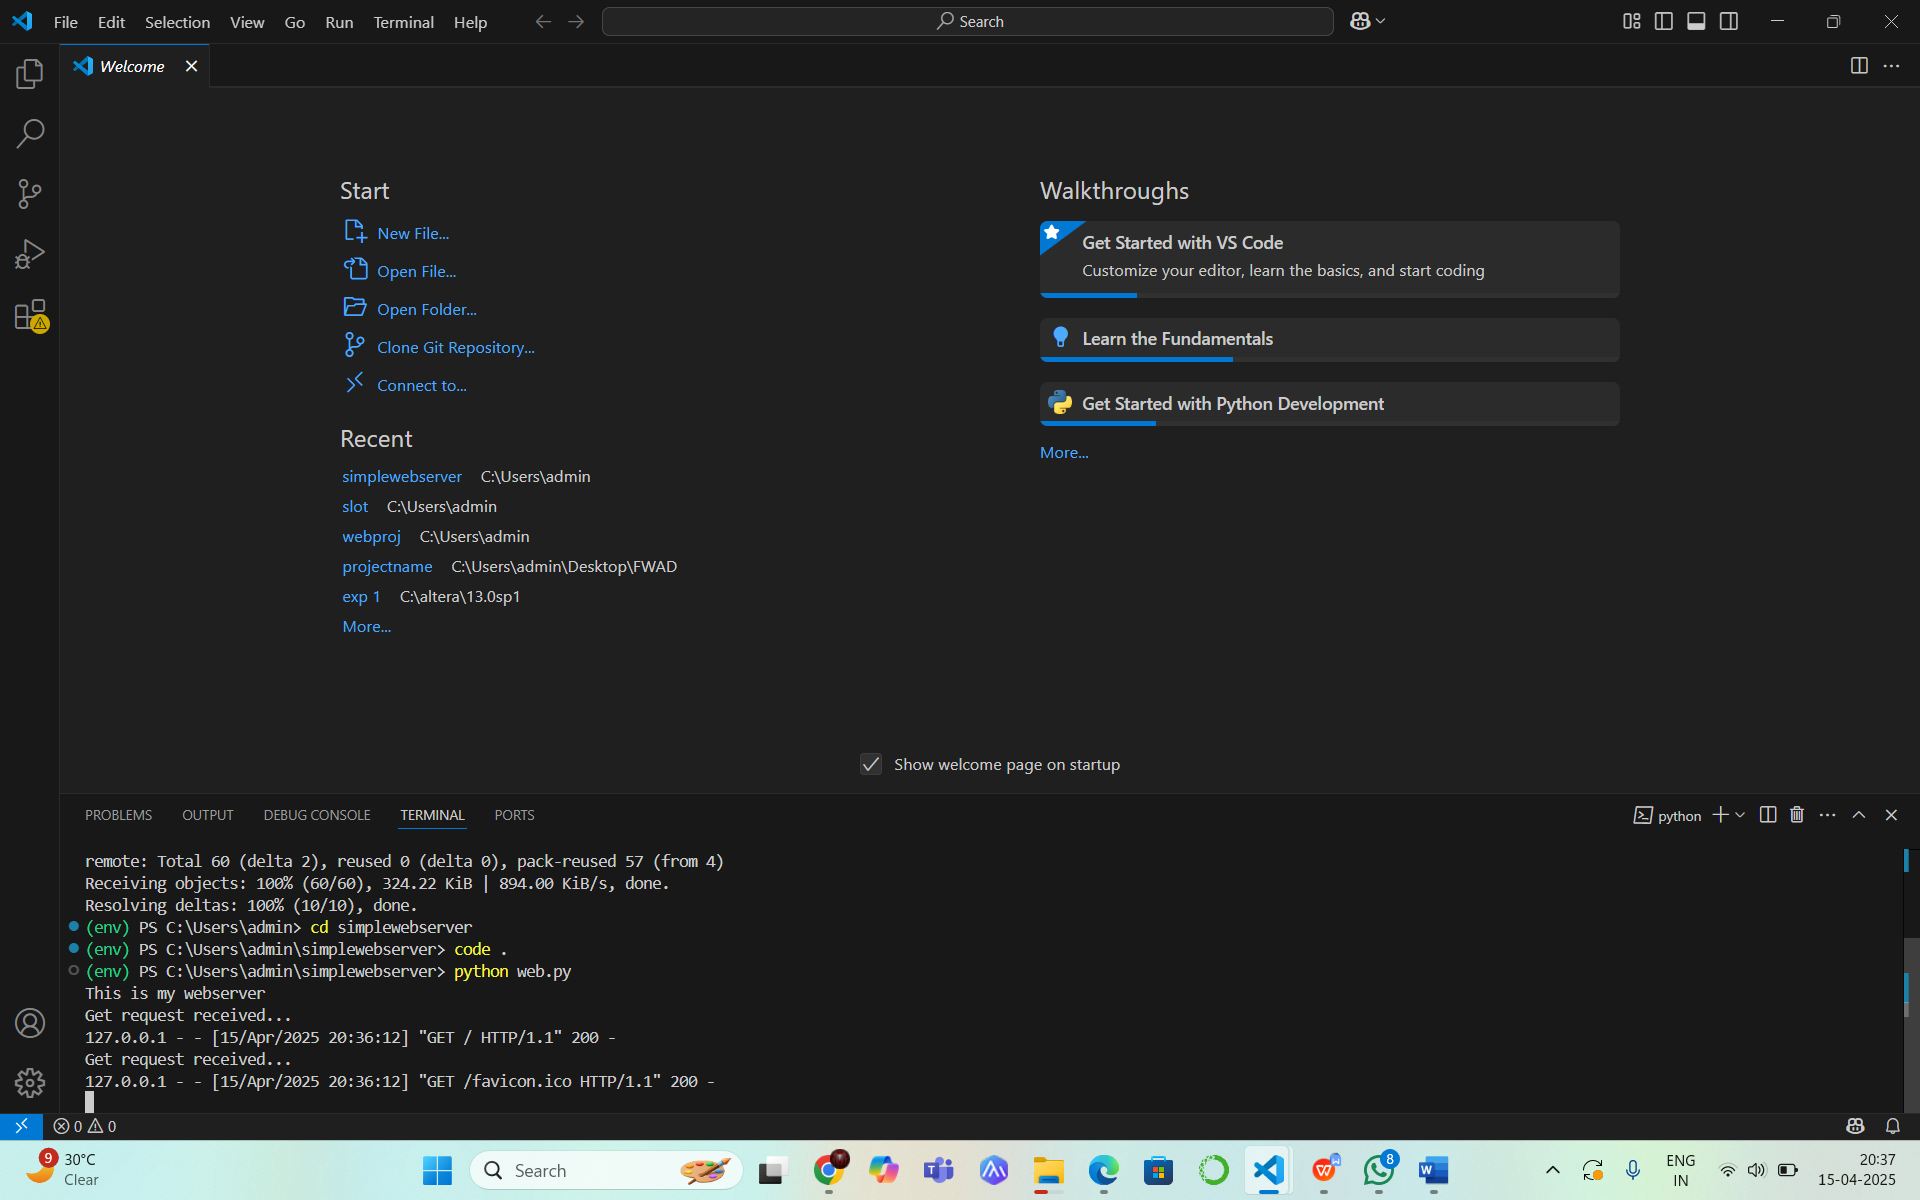 File Edit Selection View Go Run Terminal Help
Search
Welcome
Start
New File...
Open File...
Open Folder...
Clone Git Repository...
Connect to...
Recent
simplewebserver C:\Users\admin
slot C:\Users\admin
webproj C:\Users\admin
projectname C:\Users\admin\Desktop\FWAD
exp 1 C:\altera\13.0sp1
More...
Walkthroughs
Get Started with VS Code
Customize your editor, learn the basics, and start coding
Learn the Fundamentals
Get Started with Python Development
More...
Show welcome page on startup
PROBLEMS OUTPUT DEBUG CONSOLE TERMINAL PORTS
python
remote: Total 60 (delta 2), reused 0 (delta 0), pack-reused 57 (from 4)
Receiving objects: 100% (60/60), 324.22 KiB | 894.00 KiB/s, done.
Resolving deltas: 100% (10/10), done.
(env) PS C:\Users\admin> cd simplewebserver
(env) PS C:\Users\admin\simplewebserver> code .
(env) PS C:\Users\admin\simplewebserver> python web.py
This is my webserver
Get request received...
127.0.0.1 - - [15/Apr/2025 20:36:12] "GET / HTTP/1.1" 200 -
Get request received...
127.0.0.1 - - [15/Apr/2025 20:36:12] "GET /favicon.ico HTTP/1.1" 200 -
0 0
9
30°C
Clear
Search
8
ENG
IN
20:37
15-04-2025